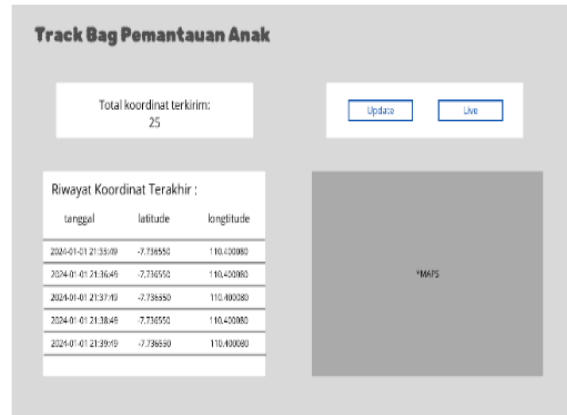 Track Bag Pemantauan Anak
Total koordinat terkirim:
25
Update
Live
Riwayat Koordinat Terakhir :
tanggal latitude longtitude
2024-01-01 21:35:49 -7.736550 110.400080
2024-01-01 21:36:49 -7.736550 110.400080
2024-01-01 21:37:49 -7.736550 110.400080
2024-01-01 21:38:49 -7.736550 110.400080
2024-01-01 21:39:49 -7.736550 110.400080
*MAPS